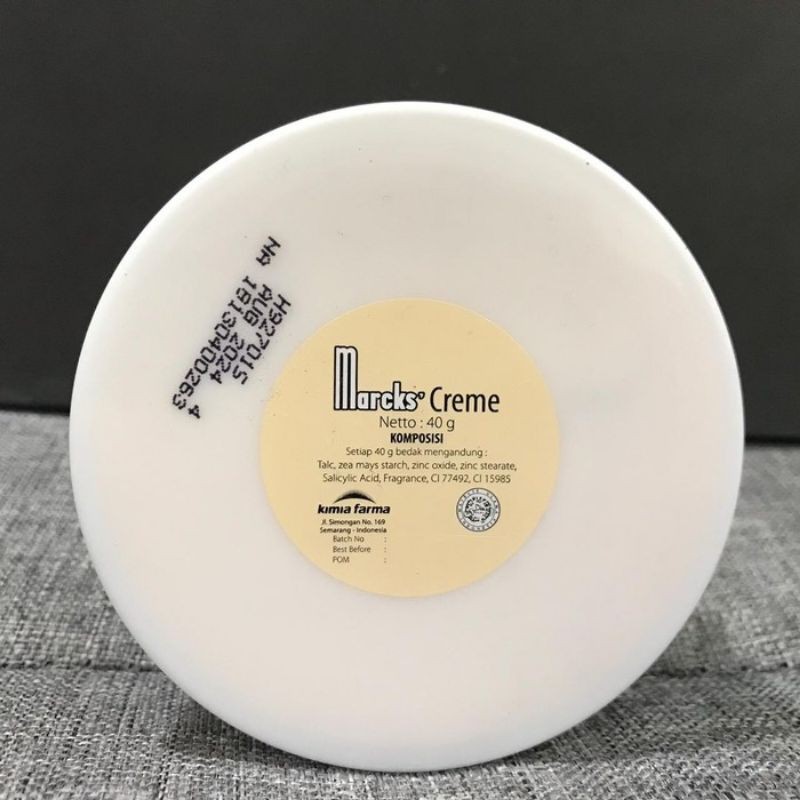 H927015
AUG 2024
NA 18130400263 4
Marcks' Creme
Netto : 40 g
KOMPOSISI
Setiap 40 g bedak mengandung :
Talc, zea mays starch, zinc oxide, zinc stearate,
Salicylic Acid, Fragrance, CI 77492, CI 15985
kimia farma
Jl. Simongan No. 169
Semarang - Indonesia
Batch No :
Best Before :
POM :